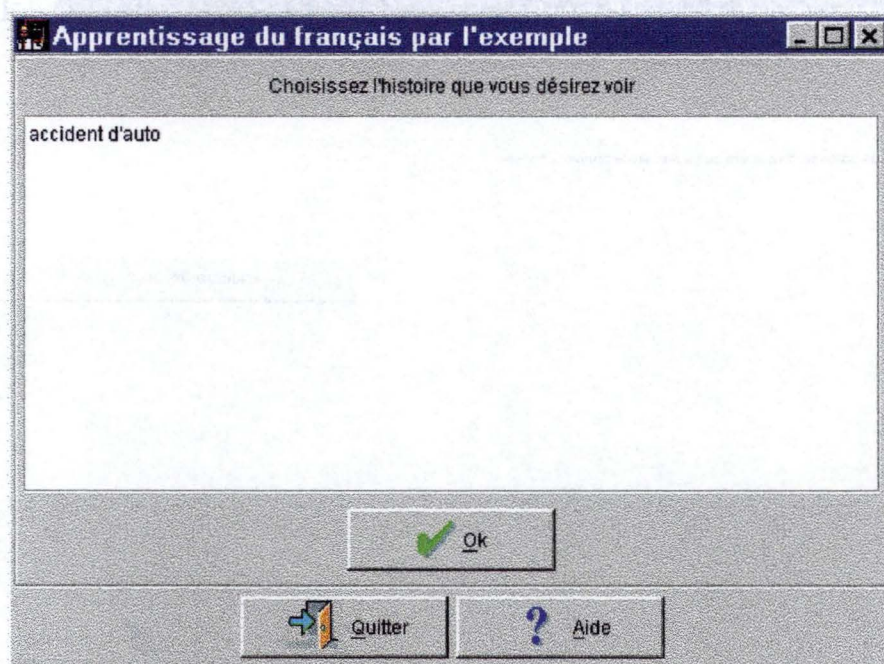 Apprentissage du français par l'exemple
Choisissez l'histoire que vous désirez voir
accident d'auto
Ok
Quitter
Aide